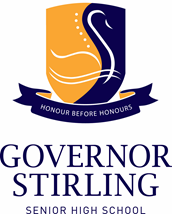 HONOUR BEFORE HONOURS
GOVERNOR
STIRLING
SENIOR HIGH SCHOOL